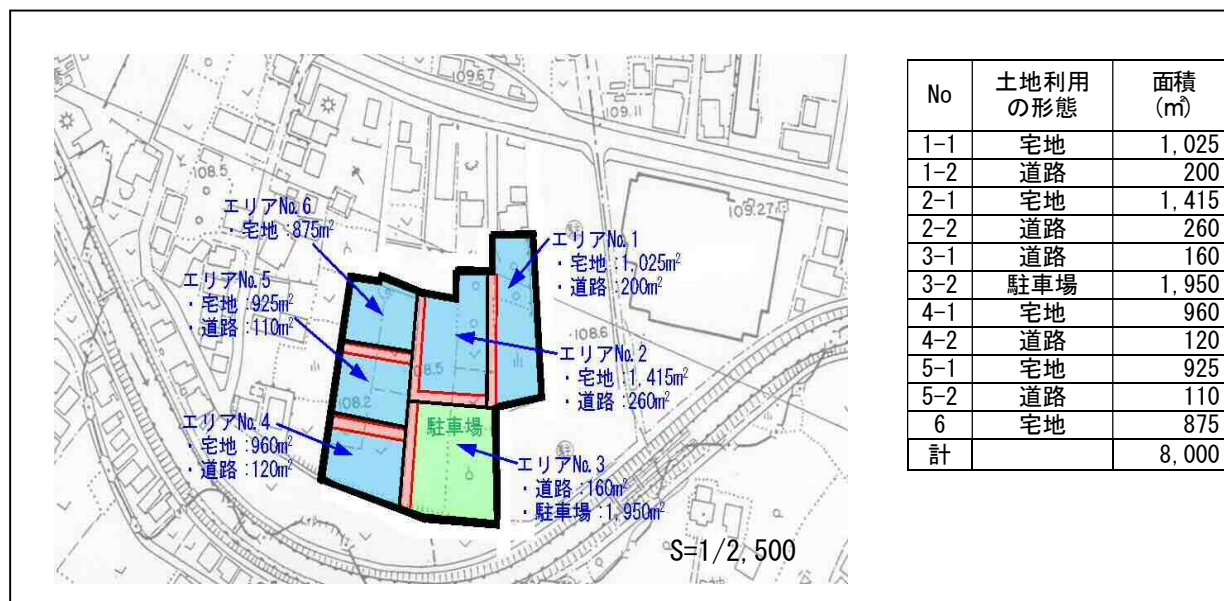 109.67
109.11
108.5
109.27
エリアNo.6
・宅地:875m²
エリアNo.1
・宅地:1,025m²
・道路:200m²
エリアNo.5
・宅地:925m²
・道路:110m²
108.6
エリアNo.2
・宅地:1,415m²
・道路:260m²
108.5
108.2
エリアNo.4
・宅地:960m²
・道路:120m²
駐車場
エリアNo.3
・道路:160m²
・駐車場:1,950m²
S=1/2,500
No 土地利用の形態 面積(㎡)
1-1 宅地 1,025
1-2 道路 200
2-1 宅地 1,415
2-2 道路 260
3-1 道路 160
3-2 駐車場 1,950
4-1 宅地 960
4-2 道路 120
5-1 宅地 925
5-2 道路 110
6 宅地 875
計 8,000